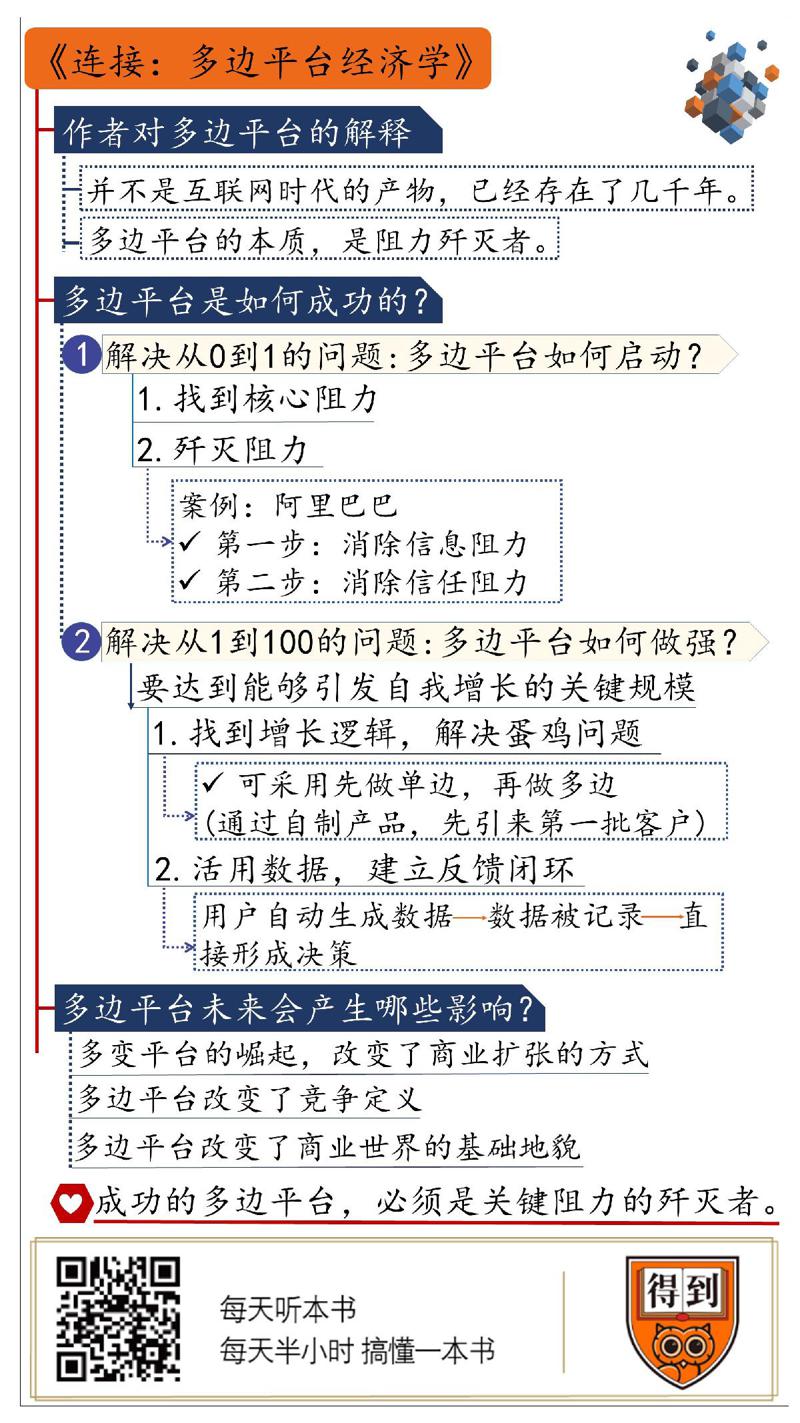 《连接：多边平台经济学》
作者对多边平台的解释
并不是互联网时代的产物，已经存在了几千年。
多边平台的本质，是阻力歼灭者。
多边平台是如何成功的？
1 解决从0到1的问题：多边平台如何启动？
1.找到核心阻力
2.歼灭阻力
案例：阿里巴巴
✓ 第一步：消除信息阻力
✓ 第二步：消除信任阻力
2 解决从1到100的问题：多边平台如何做强？
要达到能够引发自我增长的关键规模
1.找到增长逻辑，解决蛋鸡问题
✓ 可采用先做单边，再做多边
(通过自制产品，先引来第一批客户)
2.活用数据，建立反馈闭环
用户自动生成数据→数据被记录→直
接形成决策
多边平台未来会产生哪些影响？
多变平台的崛起，改变了商业扩张的方式
多边平台改变了竞争定义
多边平台改变了商业世界的基础地貌
成功的多边平台，必须是关键阻力的歼灭者。
每天听本书
每天半小时 搞懂一本书
得到